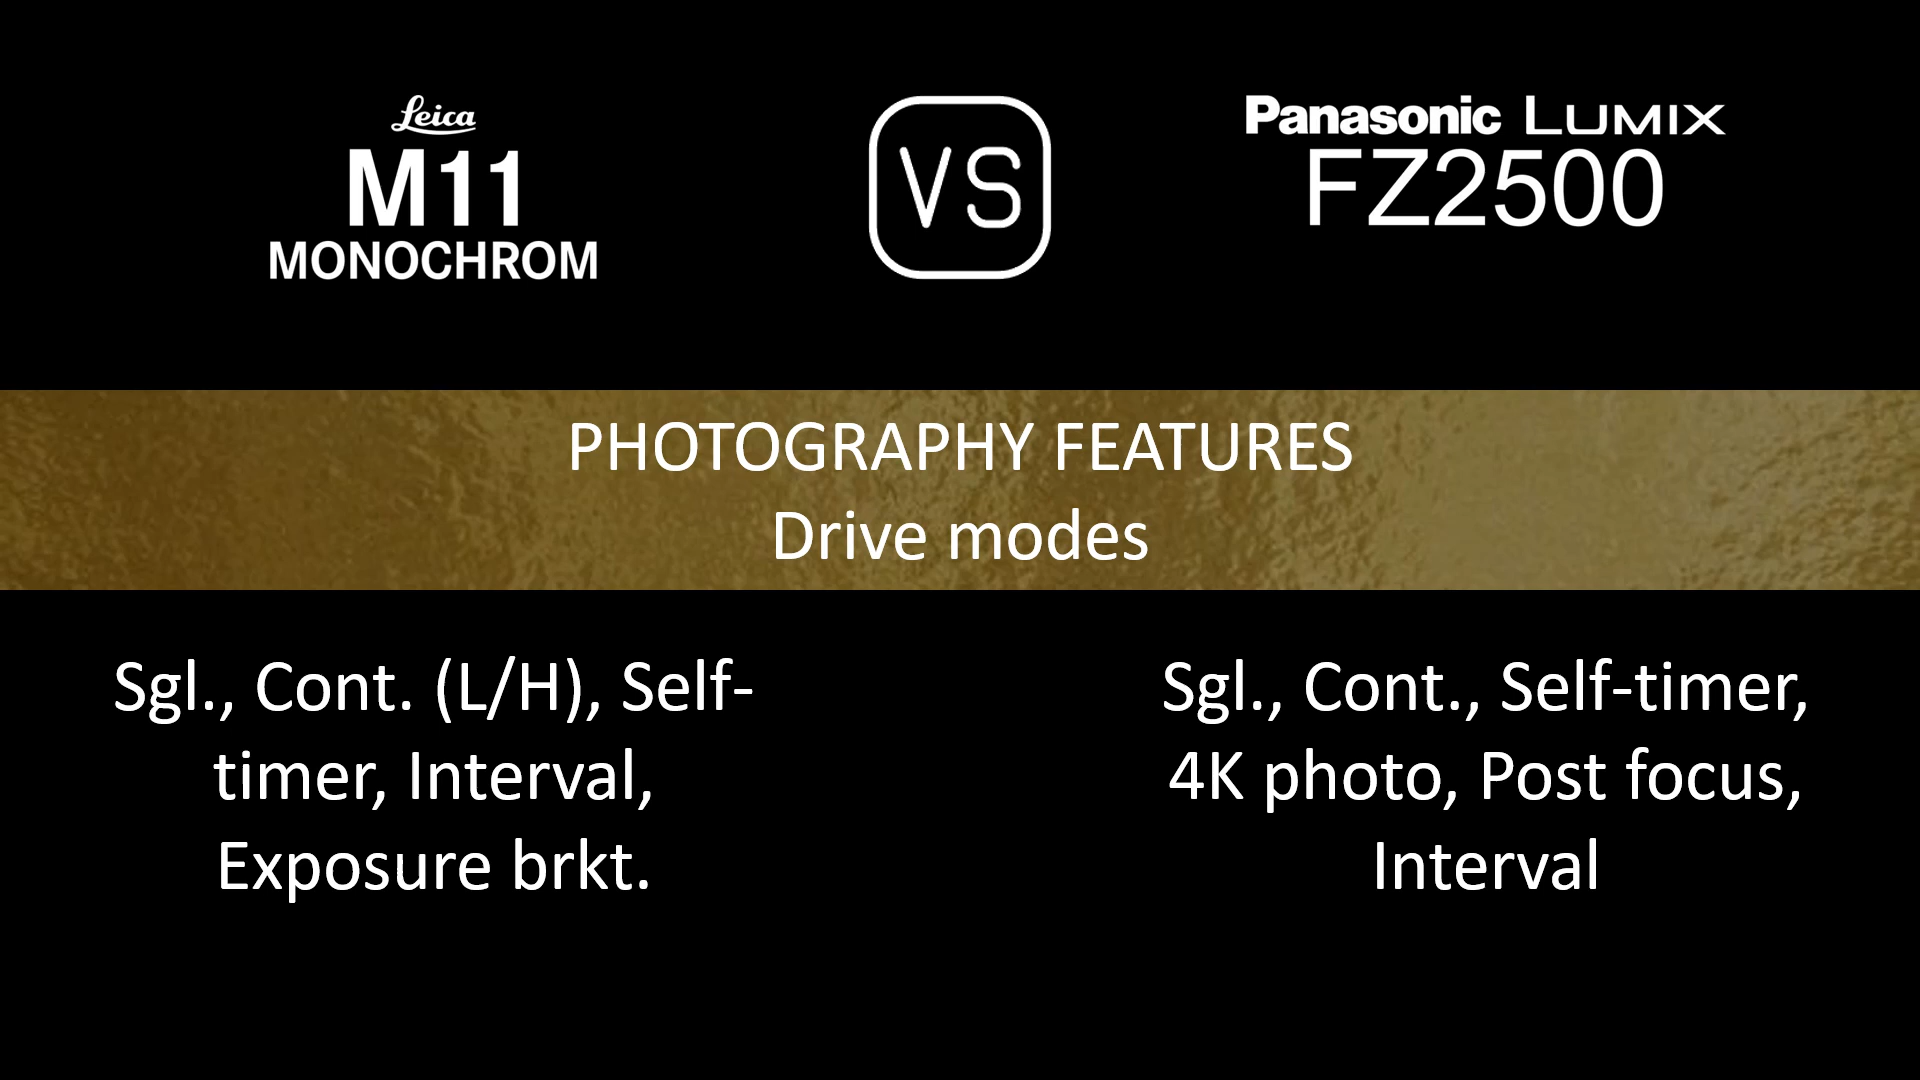 Leica
M11
MONOCHROM
VS
Panasonic LUMIX
FZ2500
PHOTOGRAPHY FEATURES
Drive modes
Sgl., Cont. (L/H), Self-
timer, Interval,
Exposure brkt.
Sgl., Cont., Self-timer,
4K photo, Post focus,
Interval